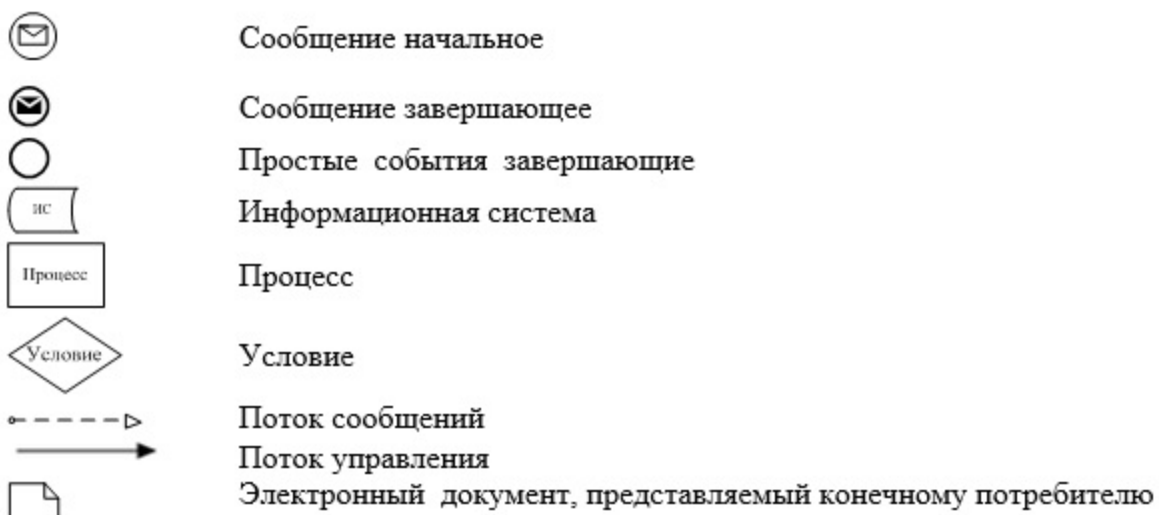 Сообщение начальное
Сообщение завершающее
Простые события завершающие
ИС Информационная система
Процесс Процесс
Условие Условие
Поток сообщений
Поток управления
Электронный документ, представляемый конечному потребителю